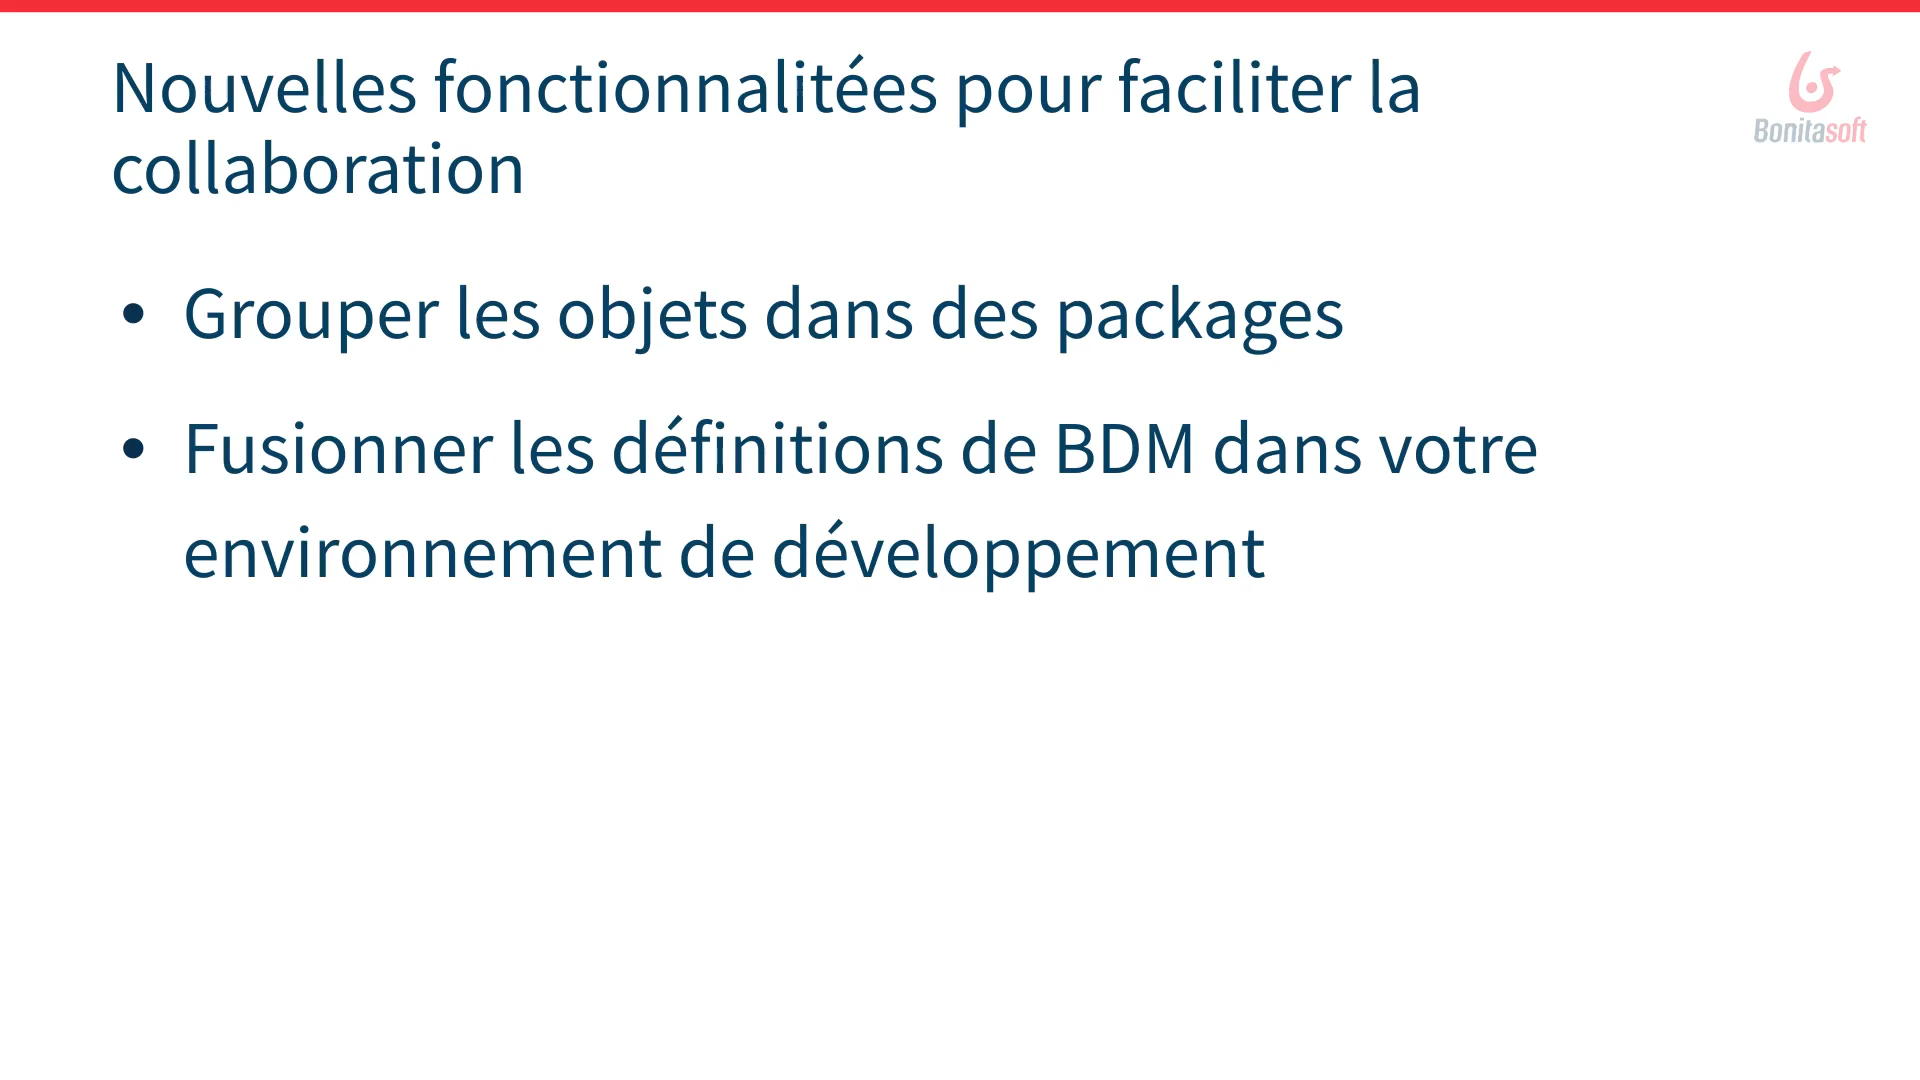 Nouvelles fonctionnalitées pour faciliter la
collaboration
Bonitasoft
• Grouper les objets dans des packages
• Fusionner les définitions de BDM dans votre
environnement de développement